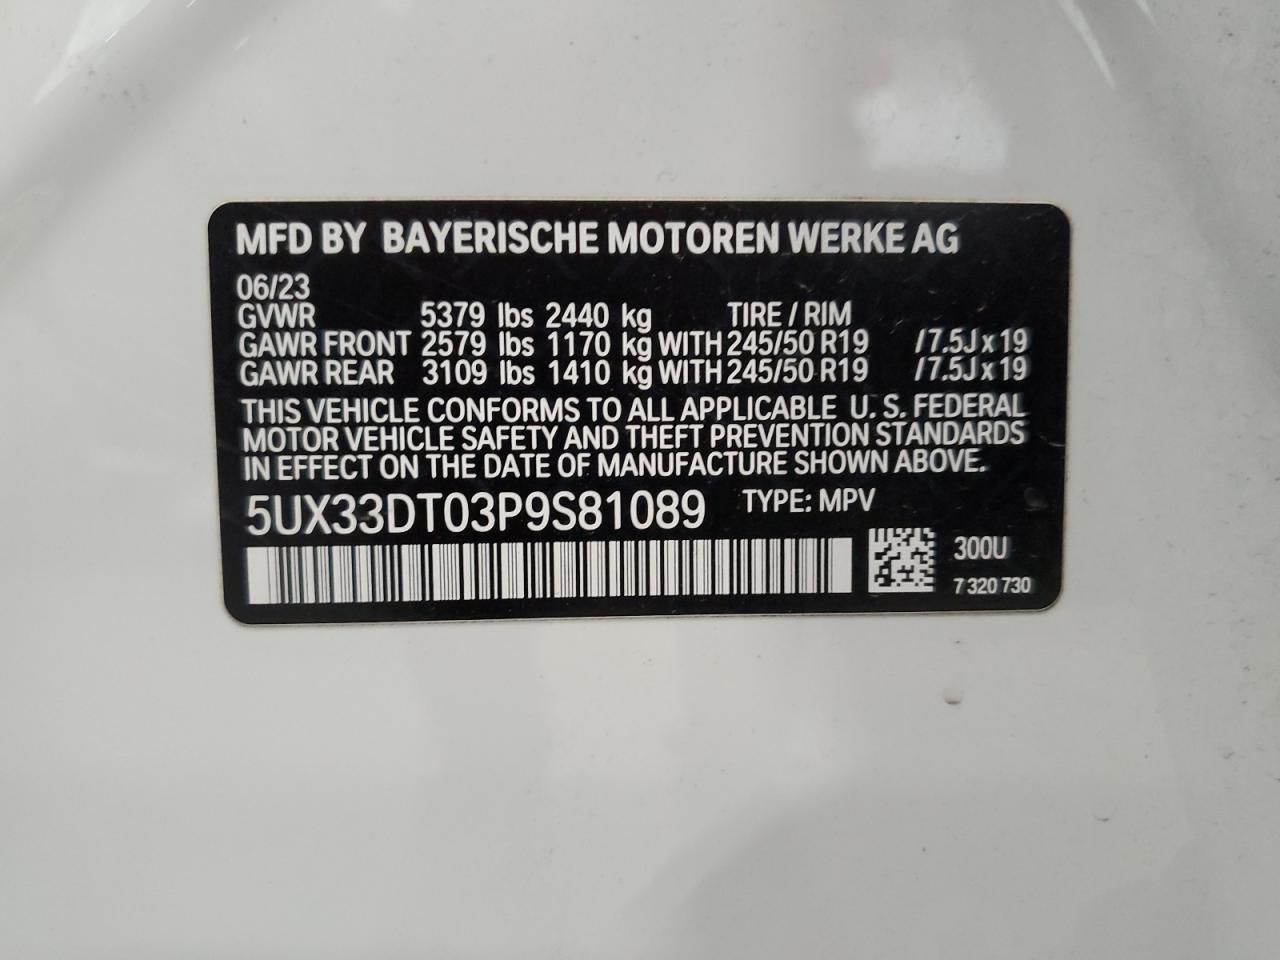 MFD BY BAYERISCHE MOTOREN WERKE AG
06/23
GVWR 5379 lbs 2440 kg TIRE / RIM
GAWR FRONT 2579 lbs 1170 kg WITH 245/50 R19 /7.5J x 19
GAWR REAR 3109 lbs 1410 kg WITH 245/50 R19 /7.5J x 19
THIS VEHICLE CONFORMS TO ALL APPLICABLE U. S. FEDERAL
MOTOR VEHICLE SAFETY AND THEFT PREVENTION STANDARDS
IN EFFECT ON THE DATE OF MANUFACTURE SHOWN ABOVE.
5UX33DT03P9S81089 TYPE: MPV
300U
7 320 730